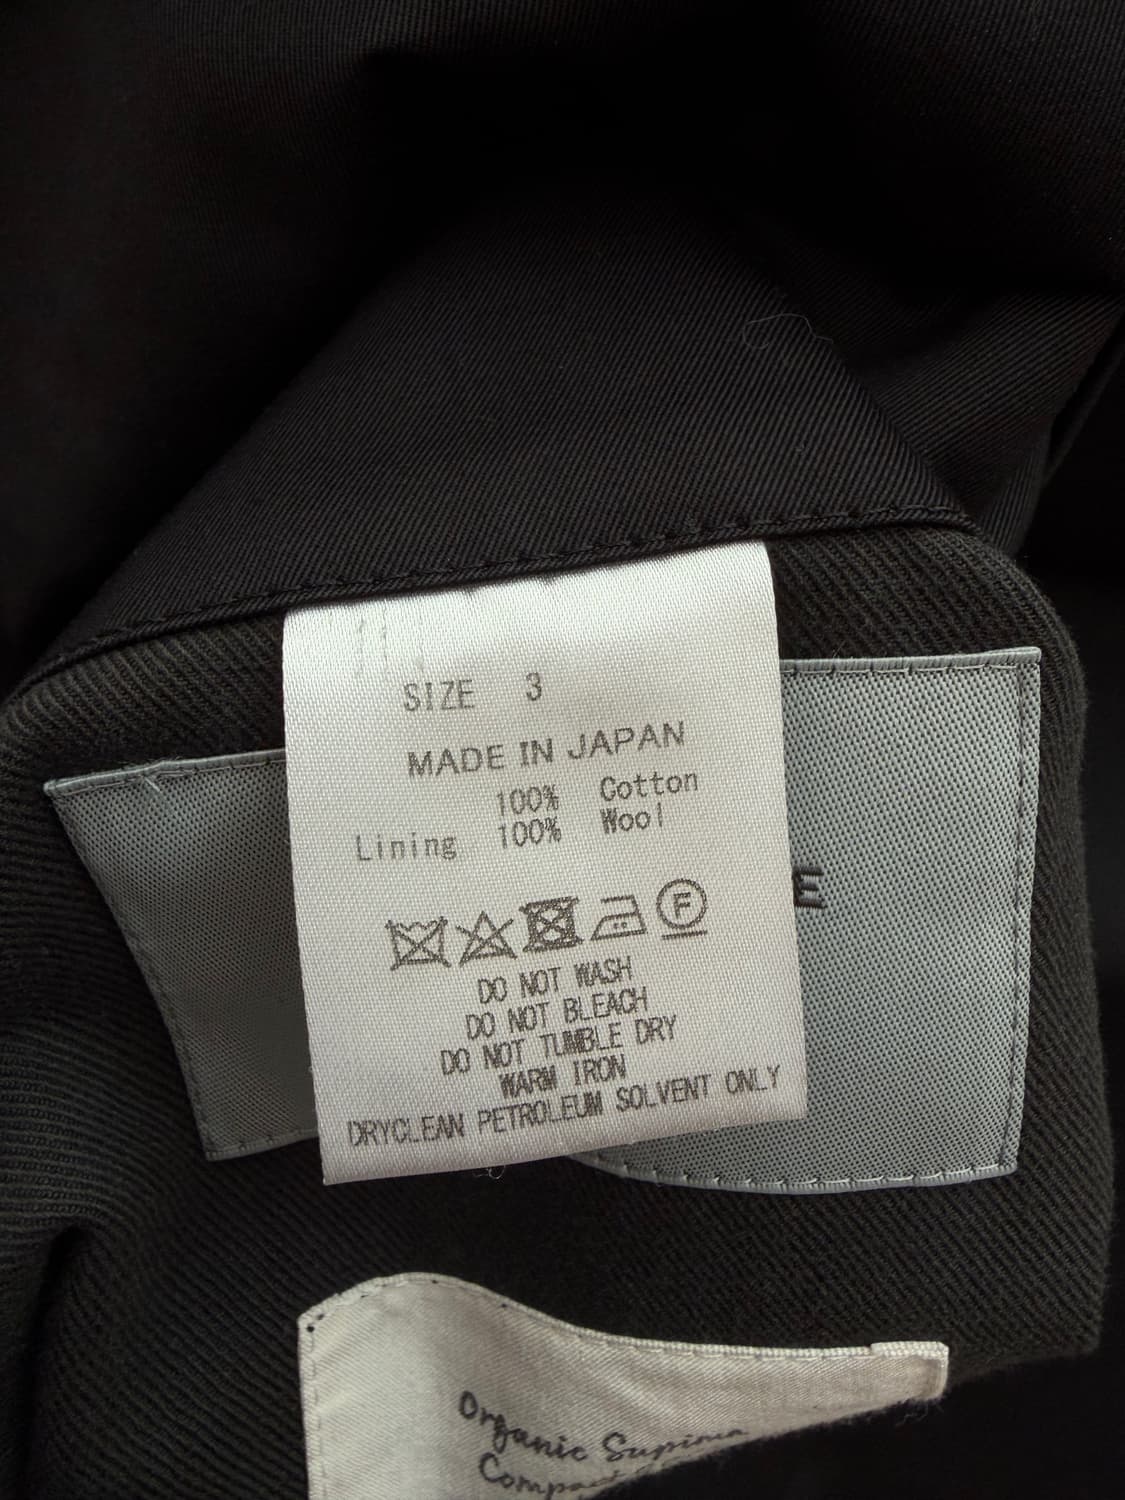 SIZE 3
MADE IN JAPAN
100% Cotton
Lining 100% Wool
E
F
DO NOT WASH
DO NOT BLEACH
DO NOT TUMBLE DRY
WARM IRON
DRYCLEAN PETROLEUM SOLVENT ONLY
Organic Supima